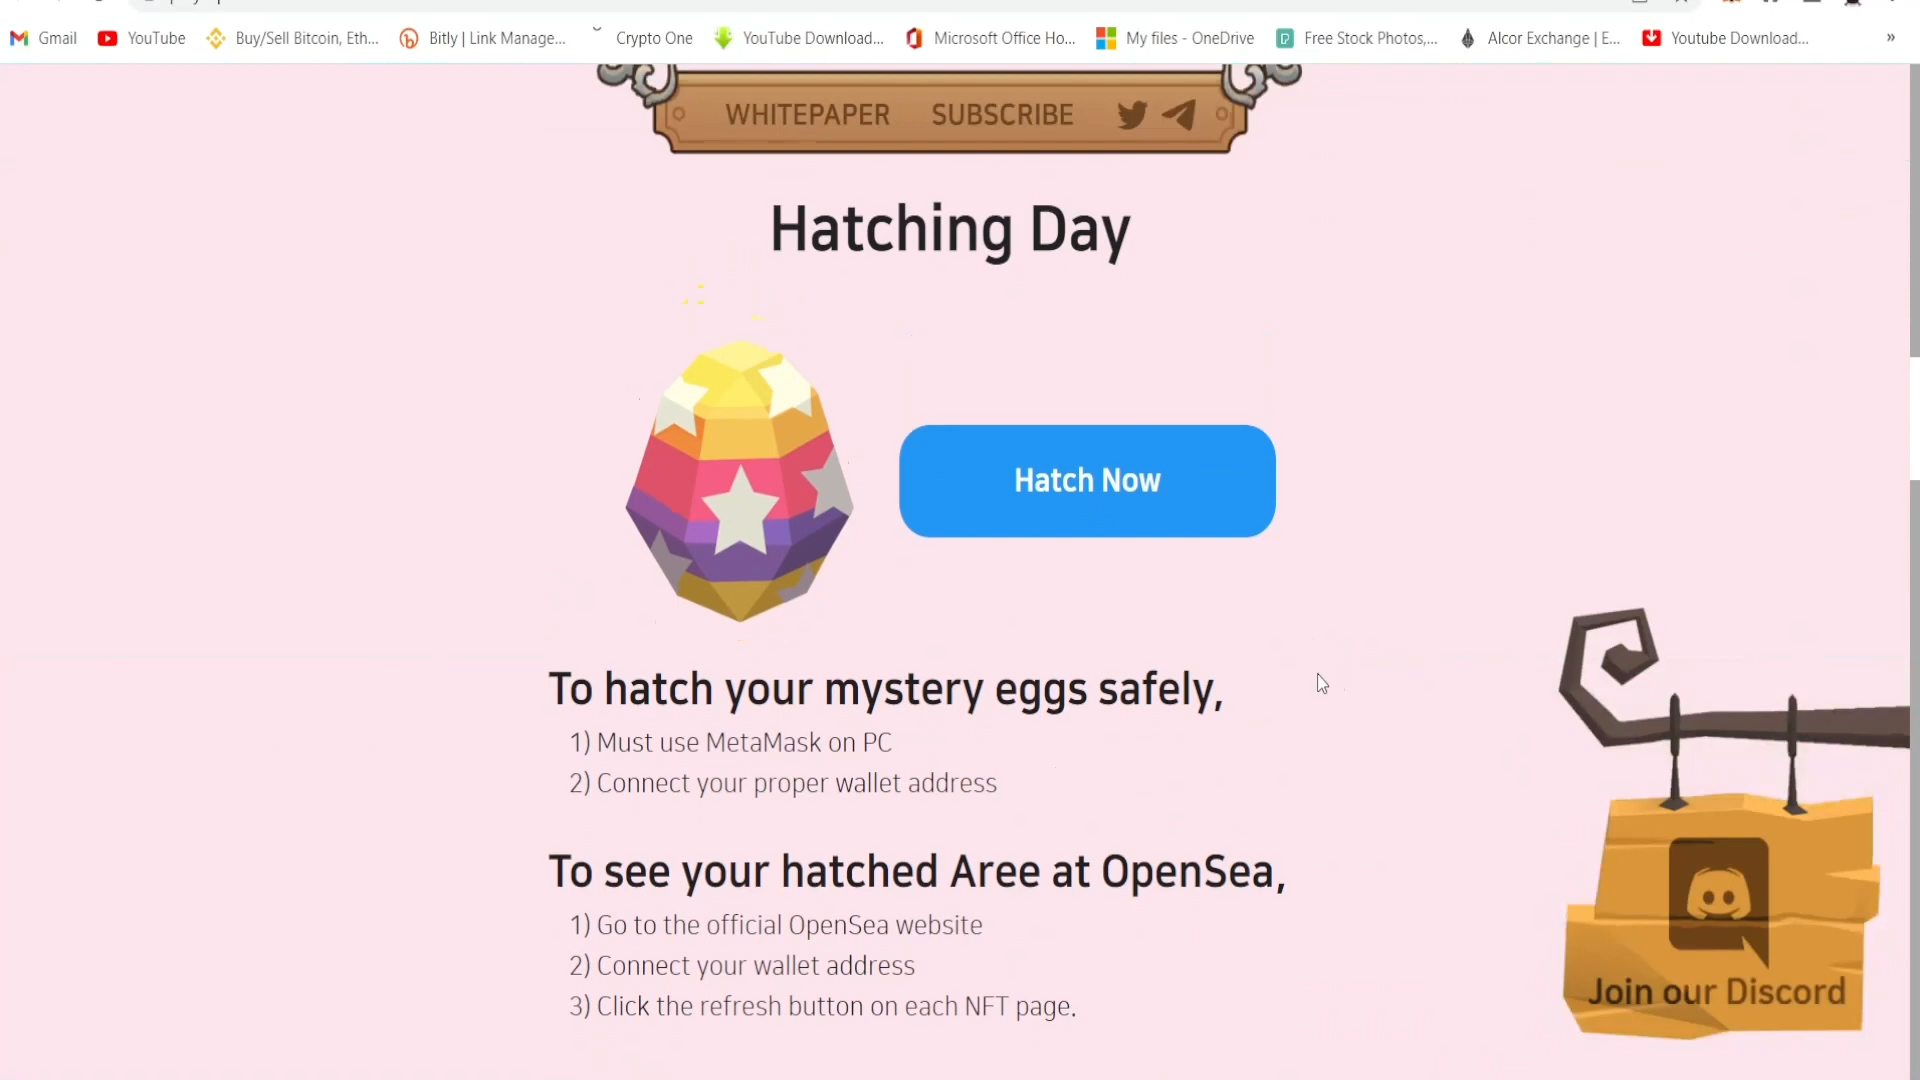 Gmail YouTube Buy/Sell Bitcoin, Eth... Bitly | Link Manage... Crypto One YouTube Download... Microsoft Office Ho... My files - OneDrive Free Stock Photos,... Alcor Exchange | E... Youtube Download... »
WHITEPAPER SUBSCRIBE
Hatching Day
Hatch Now
To hatch your mystery eggs safely,
1) Must use MetaMask on PC
2) Connect your proper wallet address
To see your hatched Aree at OpenSea,
1) Go to the official OpenSea website
2) Connect your wallet address
3) Click the refresh button on each NFT page.
Join our Discord